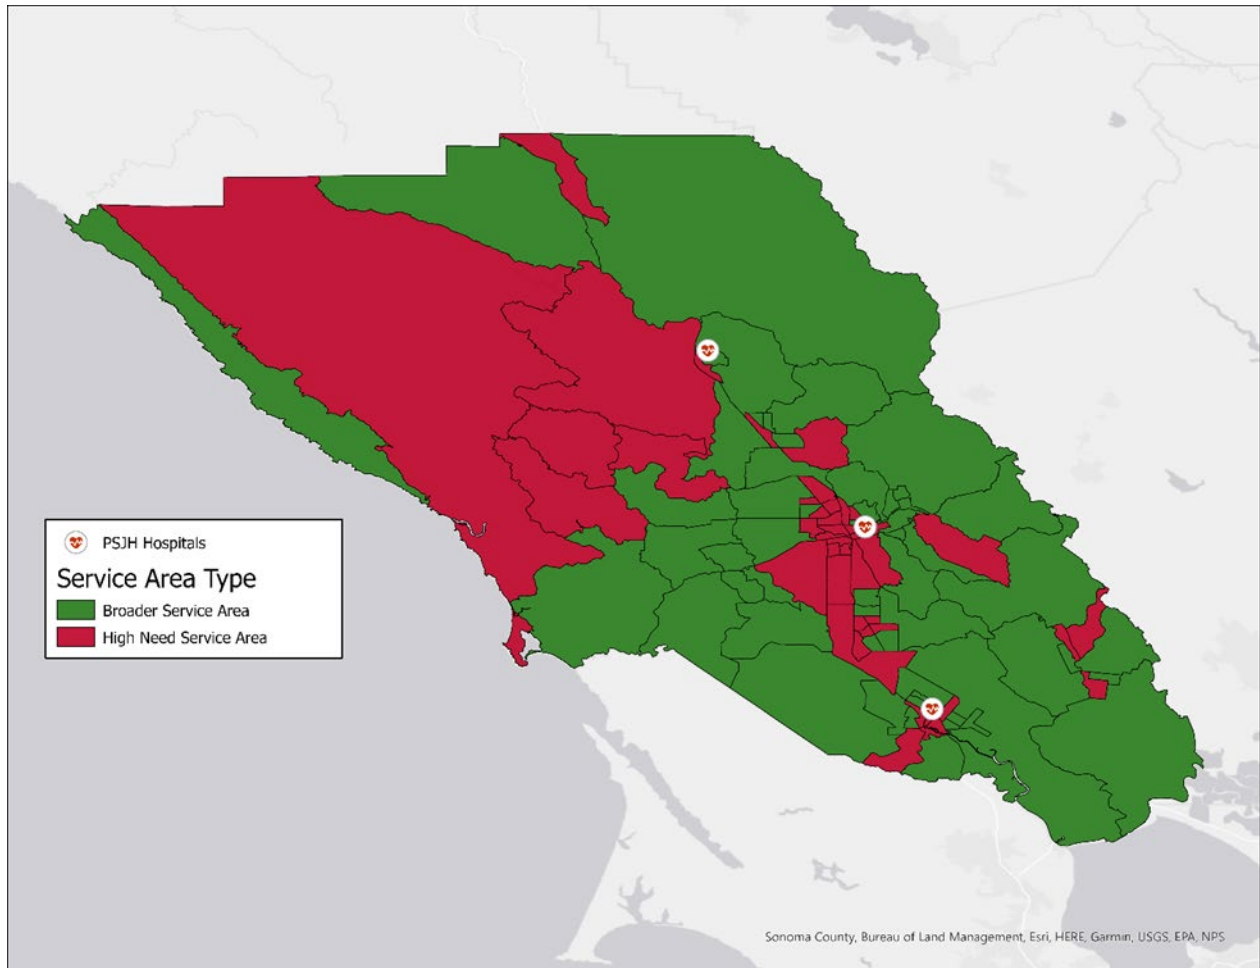 PSJH Hospitals
Service Area Type
Broader Service Area
High Need Service Area
Sonoma County, Bureau of Land Management, Esri, HERE, Garmin, USGS, EPA, NPS